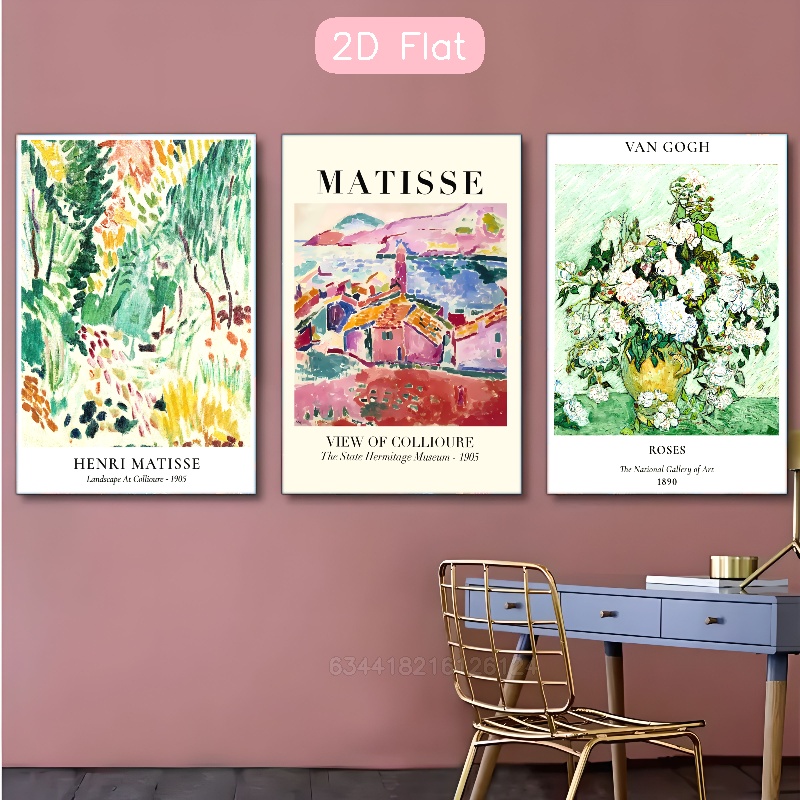 2D Flat
HENRI MATISSE
Landscape At Collioure - 1905
MATISSE
VIEW OF COLLIOURE
The State Hermitage Museum - 1905
VAN GOGH
ROSES
The National Gallery of Art
1890